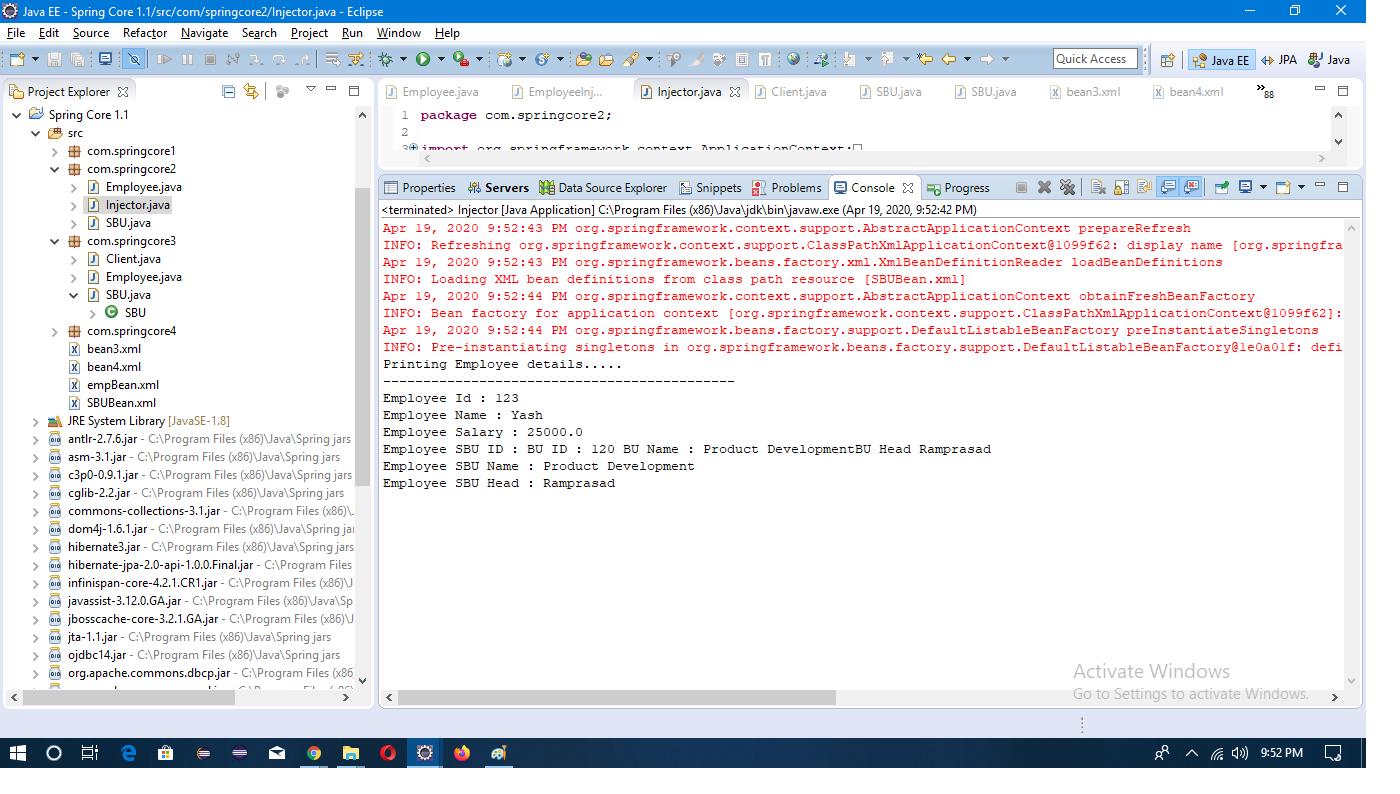 Java EE - Spring Core 1.1/src/com/springcore2/Injector.java - Eclipse
File Edit Source Refactor Navigate Search Project Run Window Help
Quick Access Java EE JPA Java
Project Explorer
Spring Core 1.1
src
com.springcore1
com.springcore2
Employee.java
Injector.java
SBU.java
com.springcore3
Client.java
Employee.java
SBU.java
SBU
com.springcore4
bean3.xml
bean4.xml
empBean.xml
SBUBean.xml
JRE System Library [JavaSE-1.8]
antlr-2.7.6.jar - C:\Program Files (x86)\Java\Spring jars
asm-3.1.jar - C:\Program Files (x86)\Java\Spring jars
c3p0-0.9.1.jar - C:\Program Files (x86)\Java\Spring jars
cglib-2.2.jar - C:\Program Files (x86)\Java\Spring jars
commons-collections-3.1.jar - C:\Program Files (x86)\
dom4j-1.6.1.jar - C:\Program Files (x86)\Java\Spring jar
hibernate3.jar - C:\Program Files (x86)\Java\Spring jars
hibernate-jpa-2.0-api-1.0.0.Final.jar - C:\Program Files
infinispan-core-4.2.1.CR1.jar - C:\Program Files (x86)\J
javassist-3.12.0.GA.jar - C:\Program Files (x86)\Java\Sp
jbosscache-core-3.2.1.GA.jar - C:\Program Files (x86)\J
jta-1.1.jar - C:\Program Files (x86)\Java\Spring jars
ojdbc14.jar - C:\Program Files (x86)\Java\Spring jars
org.apache.commons.dbcp.jar - C:\Program Files (x86
Employee.java EmployeeInj... Injector.java Client.java SBU.java SBU.java bean3.xml bean4.xml »88
1 package com.springcore2;
2
3 import org.springframework.context.ApplicationContext;
Properties Servers Data Source Explorer Snippets Problems Console Progress
<terminated> Injector [Java Application] C:\Program Files (x86)\Java\jdk\bin\javaw.exe (Apr 19, 2020, 9:52:42 PM)
Apr 19, 2020 9:52:43 PM org.springframework.context.support.AbstractApplicationContext prepareRefresh
INFO: Refreshing org.springframework.context.support.ClassPathXmlApplicationContext@1099f62: display name [org.springfra
Apr 19, 2020 9:52:43 PM org.springframework.beans.factory.xml.XmlBeanDefinitionReader loadBeanDefinitions
INFO: Loading XML bean definitions from class path resource [SBUBean.xml]
Apr 19, 2020 9:52:44 PM org.springframework.context.support.AbstractApplicationContext obtainFreshBeanFactory
INFO: Bean factory for application context [org.springframework.context.support.ClassPathXmlApplicationContext@1099f62]:
Apr 19, 2020 9:52:44 PM org.springframework.beans.factory.support.DefaultListableBeanFactory preInstantiateSingletons
INFO: Pre-instantiating singletons in org.springframework.beans.factory.support.DefaultListableBeanFactory@1e0a01f: defi
Printing Employee details.....
--------------------------------------------
Employee Id : 123
Employee Name : Yash
Employee Salary : 25000.0
Employee SBU ID : BU ID : 120 BU Name : Product DevelopmentBU Head Ramprasad
Employee SBU Name : Product Development
Employee SBU Head : Ramprasad
Activate Windows
Go to Settings to activate Windows.
9:52 PM